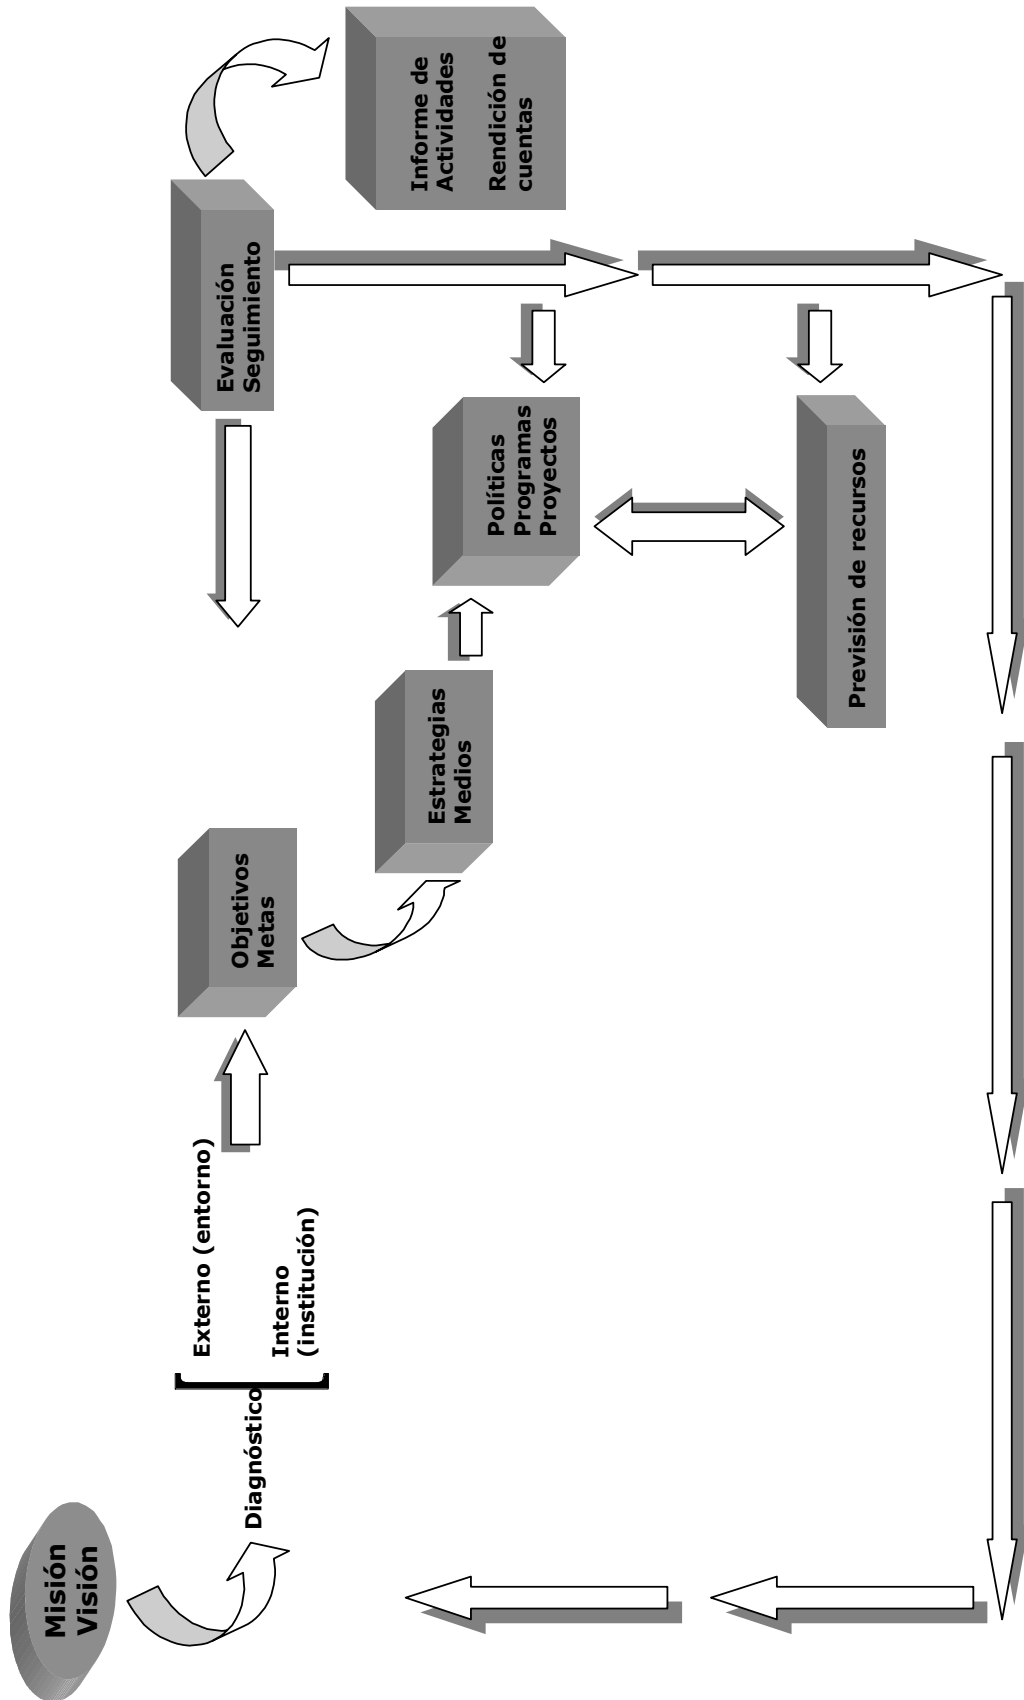 Misión
Visión
Diagnóstico
Externo (entorno)
Interno
(institución)
Objetivos
Metas
Estrategias
Medios
Políticas
Programas
Proyectos
Previsión de recursos
Evaluación
Seguimiento
Informe de
Actividades
Rendición de
cuentas